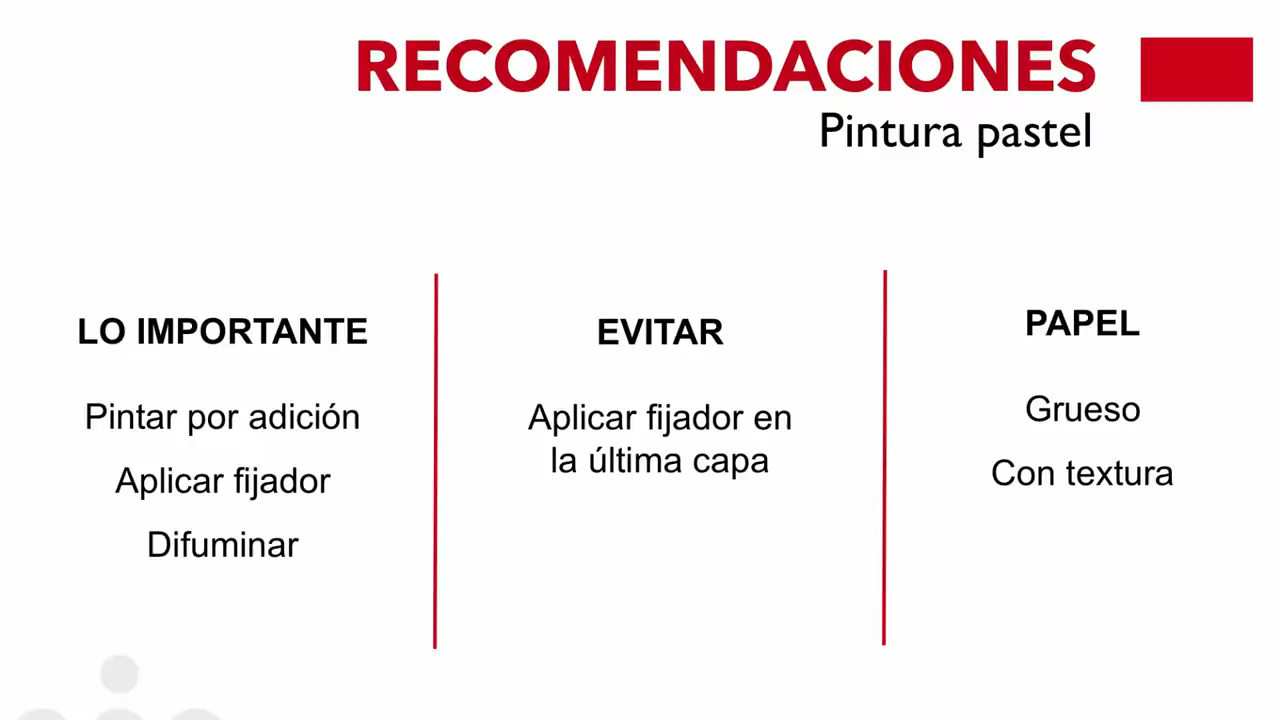 RECOMENDACIONES
Pintura pastel
LO IMPORTANTE
Pintar por adición
Aplicar fijador
Difuminar
EVITAR
Aplicar fijador en
la última capa
PAPEL
Grueso
Con textura